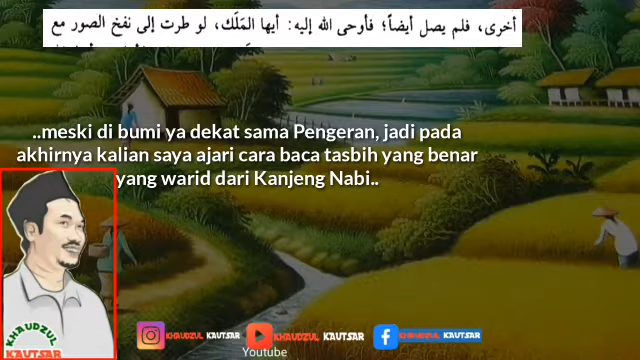 أخرى، فلم يصل أيضاً؛ فأوحى الله إليه: أيها المَلَك، لو طرت إلى نفخ الصور مع
..meski di bumi ya dekat sama Pengeran, jadi pada
akhirnya kalian saya ajari cara baca tasbih yang benar
yang warid dari Kanjeng Nabi..
KHAUDZUL
KAUTSAR
KHAUDZUL KAUTSAR
KHAUDZUL KAUTSAR
KHAUDZUL KAUTSAR
Youtube